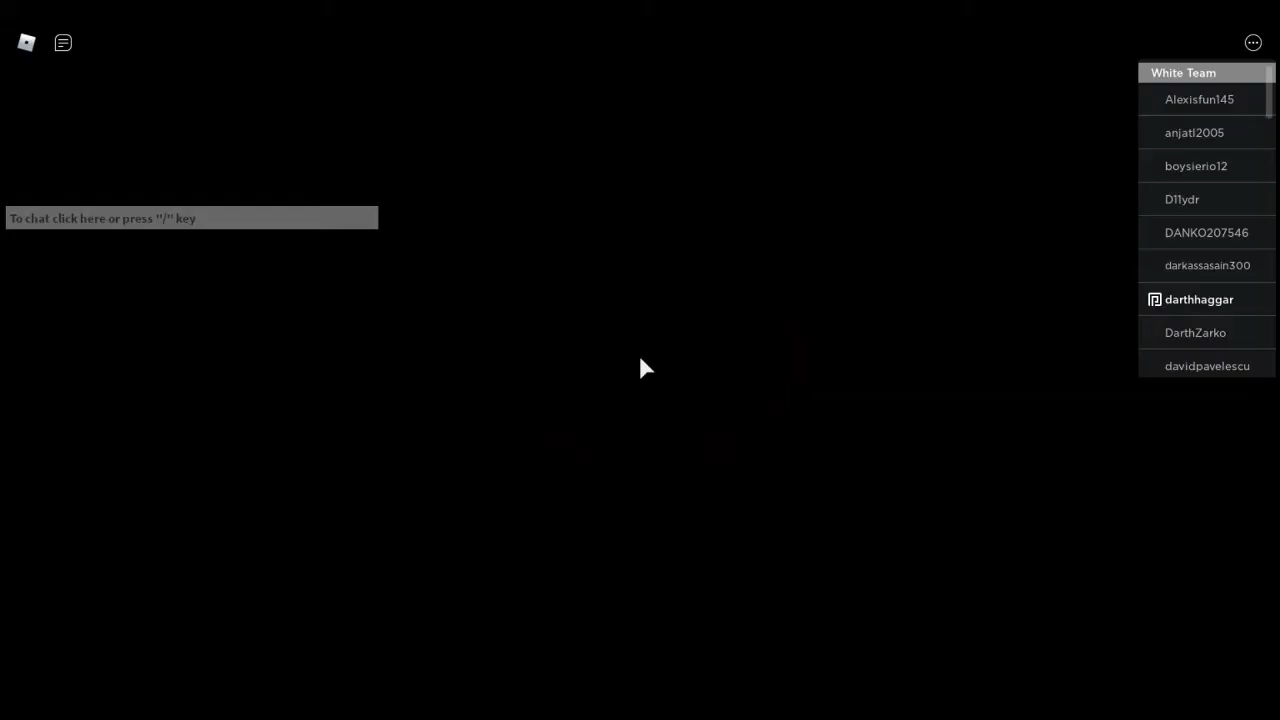 White Team
Alexisfun145
anjatl2005
boysierio12
D11ydr
DANKO207546
darkassasain300
darthhaggar
DarthZarko
davidpavelescu
To chat click here or press "/" key